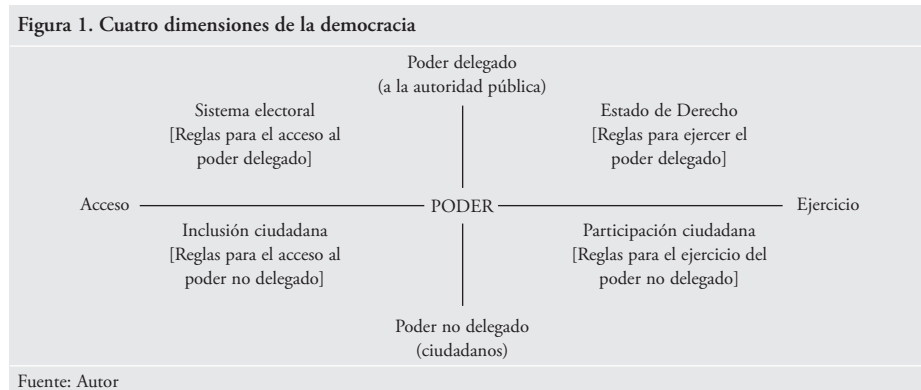 Figura 1. Cuatro dimensiones de la democracia
Poder delegado
(a la autoridad pública)
Sistema electoral
[Reglas para el acceso al
poder delegado]
Estado de Derecho
[Reglas para ejercer el
poder delegado]
Acceso
PODER
Ejercicio
Inclusión ciudadana
[Reglas para el acceso al
poder no delegado]
Participación ciudadana
[Reglas para el ejercicio del
poder no delegado]
Poder no delegado
(ciudadanos)
Fuente: Autor